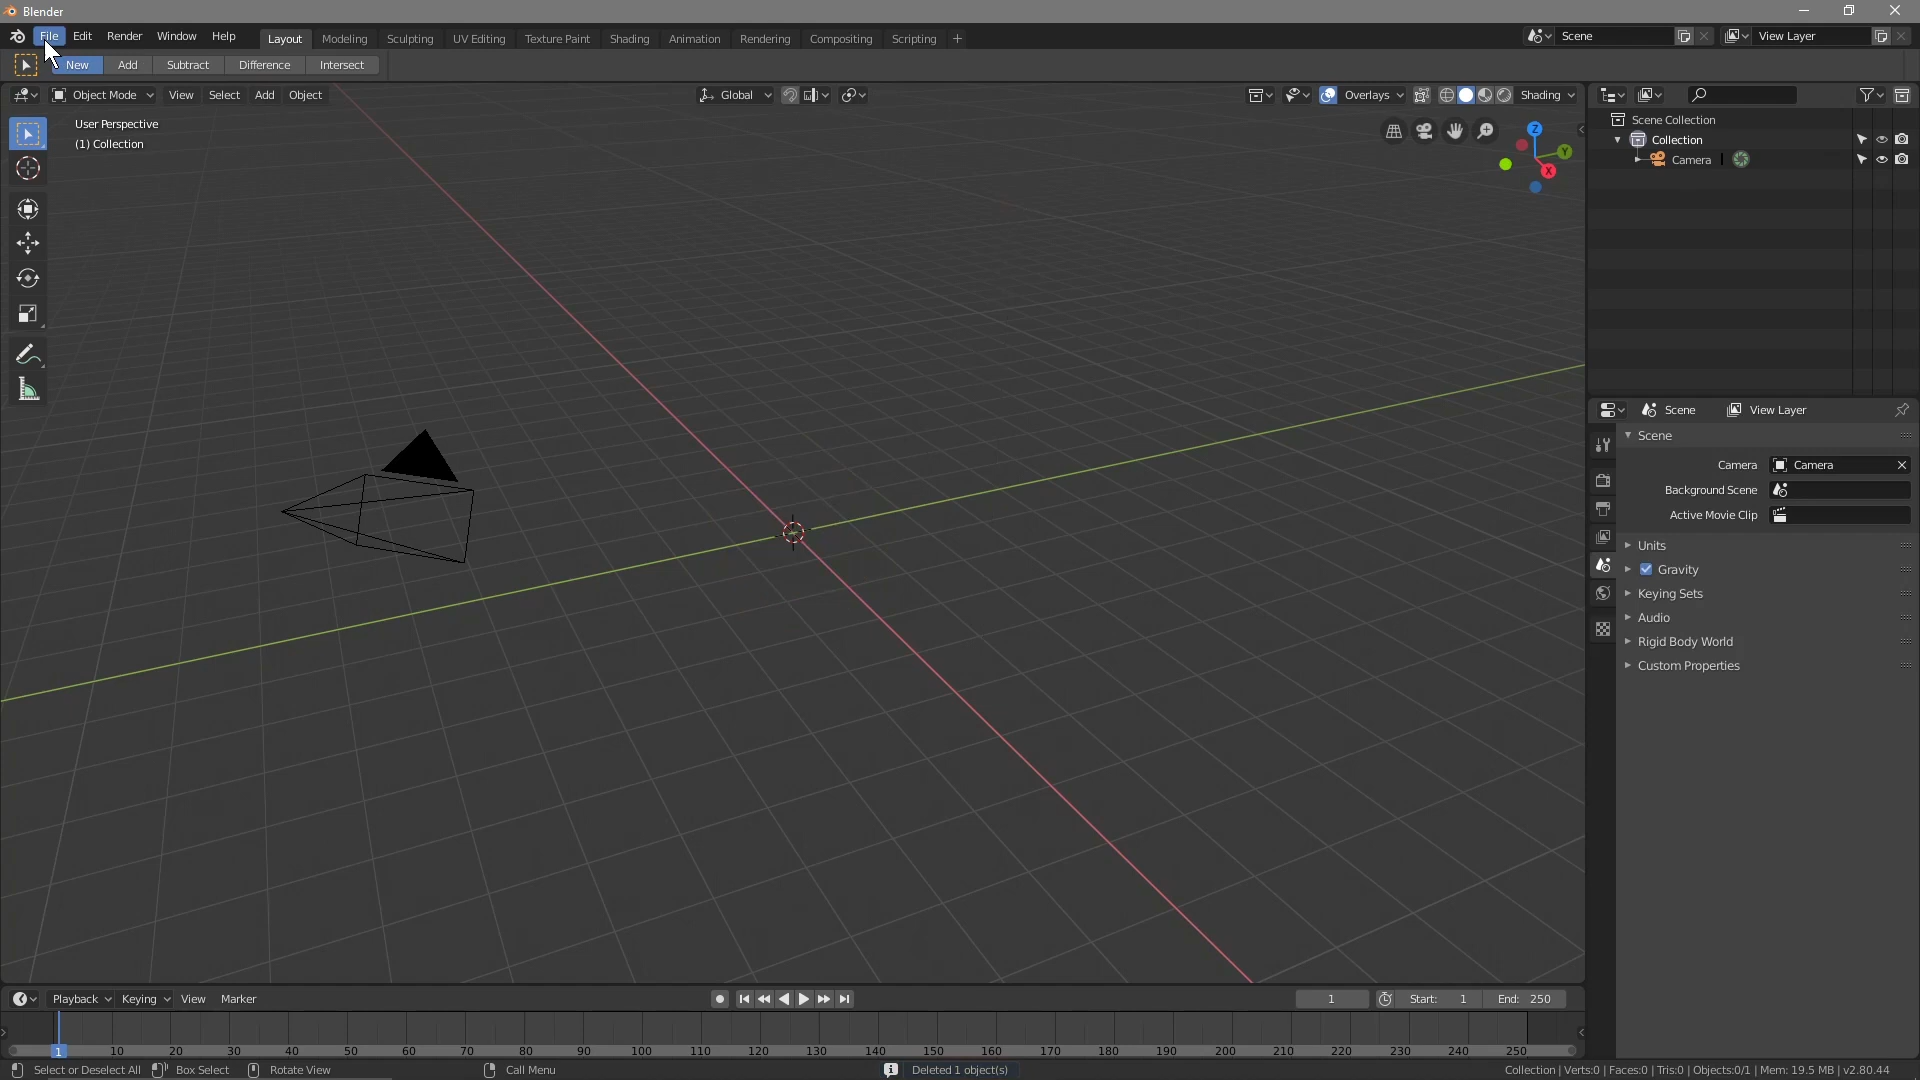 Blender
File Edit Render Window Help Layout Modeling Sculpting UV Editing Texture Paint Shading Animation Rendering Compositing Scripting + Scene View Layer
New Add Subtract Difference Intersect
Object Mode View Select Add Object Global Overlays Shading
User Perspective
(1) Collection
Z
Y
X
Scene Collection
Collection
Camera
Scene View Layer
Scene
Camera Camera
Background Scene
Active Movie Clip
Units
Gravity
Keying Sets
Audio
Rigid Body World
Custom Properties
Playback Keying View Marker 1 Start: 1 End: 250
1 10 20 30 40 50 60 70 80 90 100 110 120 130 140 150 160 170 180 190 200 210 220 230 240 250
Select or Deselect All Box Select Rotate View Call Menu Deleted 1 object(s) Collection | Verts:0 | Faces:0 | Tris:0 | Objects:0/1 | Mem: 19.5 MB | v2.80.44